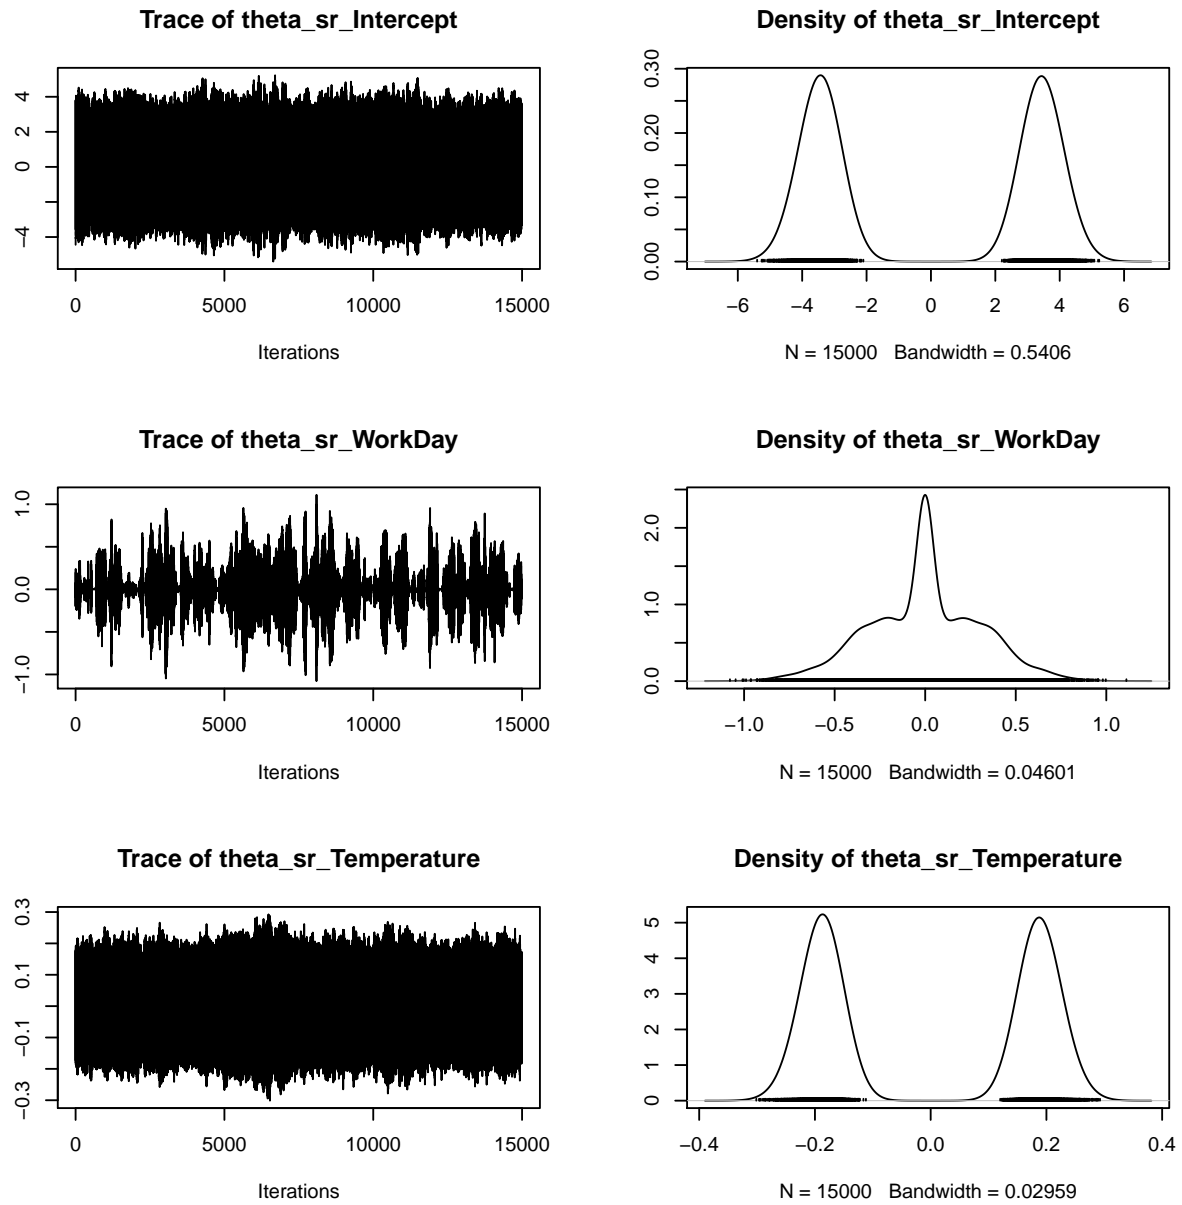 Trace of theta_sr_Intercept
4
2
0
−4
0 5000 10000 15000
Iterations
Density of theta_sr_Intercept
0.30
0.20
0.10
0.00
−6 −4 −2 0 2 4 6
N = 15000 Bandwidth = 0.5406
Trace of theta_sr_WorkDay
1.0
0.0
−1.0
0 5000 10000 15000
Iterations
Density of theta_sr_WorkDay
2.0
1.0
0.0
−1.0 −0.5 0.0 0.5 1.0
N = 15000 Bandwidth = 0.04601
Trace of theta_sr_Temperature
0.3
0.1
−0.1
−0.3
0 5000 10000 15000
Iterations
Density of theta_sr_Temperature
5
4
3
2
1
0
−0.4 −0.2 0.0 0.2 0.4
N = 15000 Bandwidth = 0.02959